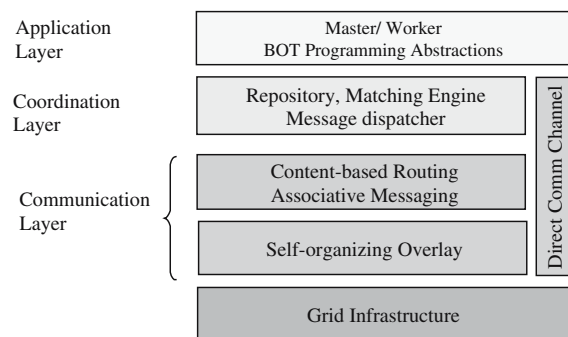 Application
Layer
Master/ Worker
BOT Programming Abstractions
Coordination
Layer
Repository, Matching Engine
Message dispatcher
Communication
Layer
Content-based Routing
Associative Messaging
Self-organizing Overlay
Direct Comm Channel
Grid Infrastructure